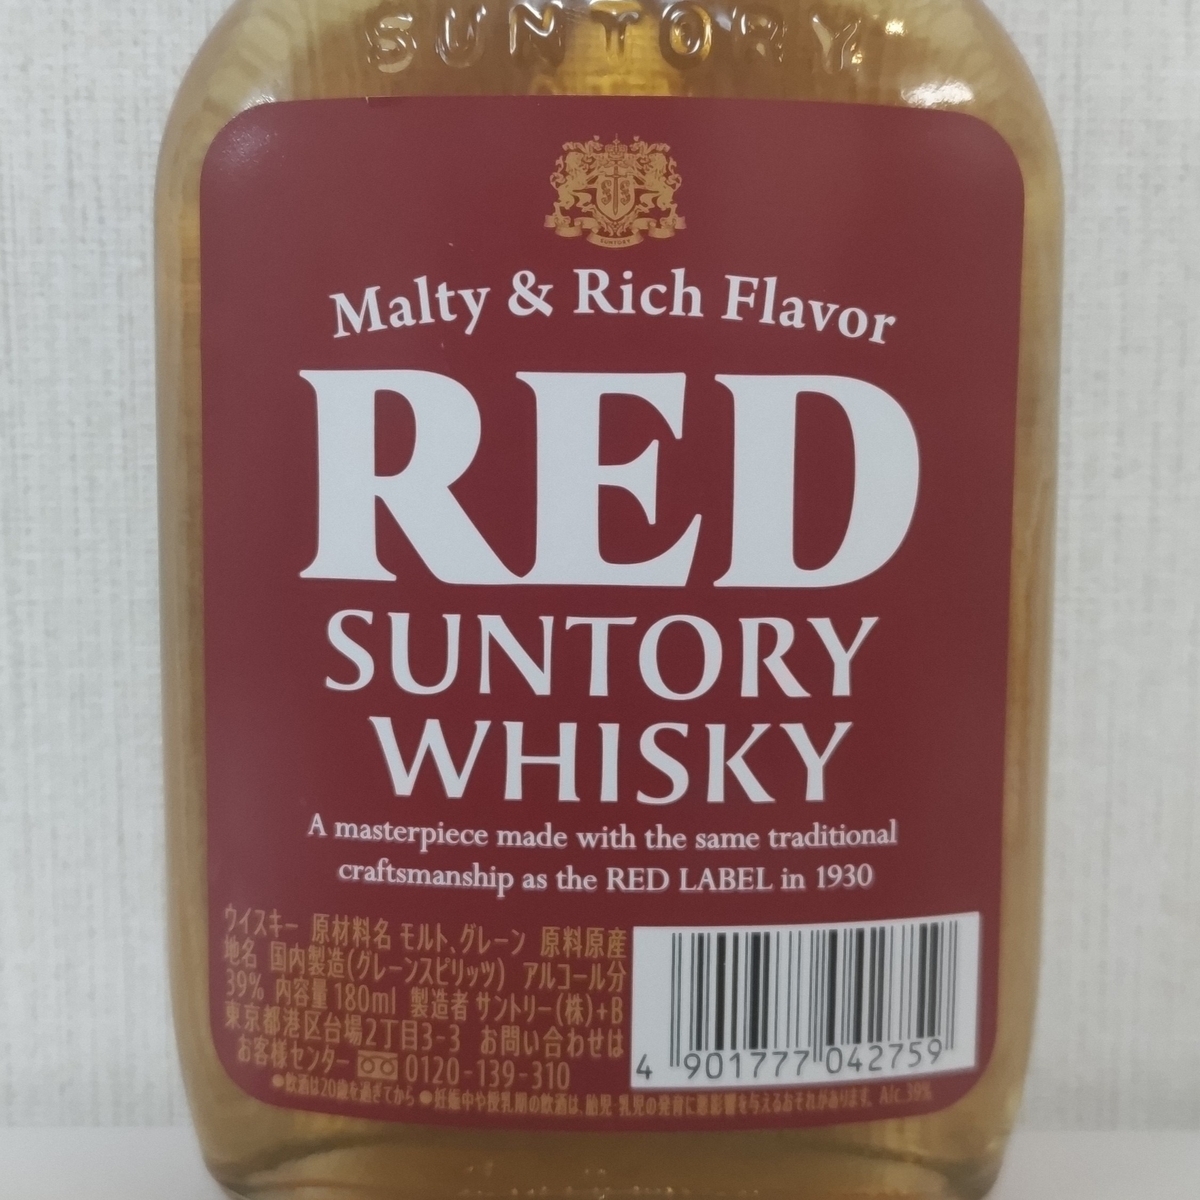 SUNTORY
SUNTORY
Malty & Rich Flavor
RED
SUNTORY
WHISKY
A masterpiece made with the same traditional
craftsmanship as the RED LABEL in 1930
ウイスキー 原材料名 モルト、グレーン 原料原産
地名 国内製造(グレーンスピリッツ) アルコール分
39% 内容量 180ml 製造者 サントリー(株)+B
東京都港区台場2丁目3-3 お問い合わせは
お客様センター 0120-139-310
4 901777 042759
●飲酒は20歳を過ぎてから ●妊娠中や授乳期の飲酒は、胎児・乳児の発育に悪影響を与えるおそれがあります。 Alc.39%